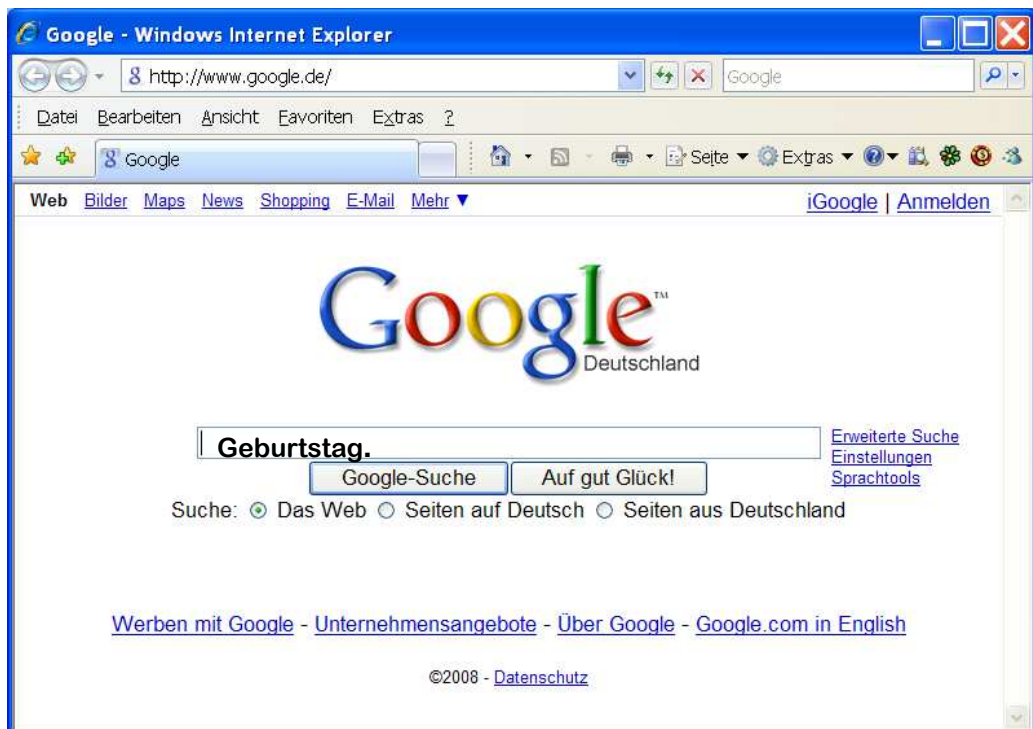 Google - Windows Internet Explorer
http://www.google.de/ Google
Datei Bearbeiten Ansicht Favoriten Extras ?
Google Seite Extras
Web Bilder Maps News Shopping E-Mail Mehr ▼ iGoogle | Anmelden
Google™
Deutschland
Geburtstag.
Erweiterte Suche
Einstellungen
Sprachtools
Google-Suche Auf gut Glück!
Suche: Das Web Seiten auf Deutsch Seiten aus Deutschland
Werben mit Google - Unternehmensangebote - Über Google - Google.com in English
©2008 - Datenschutz